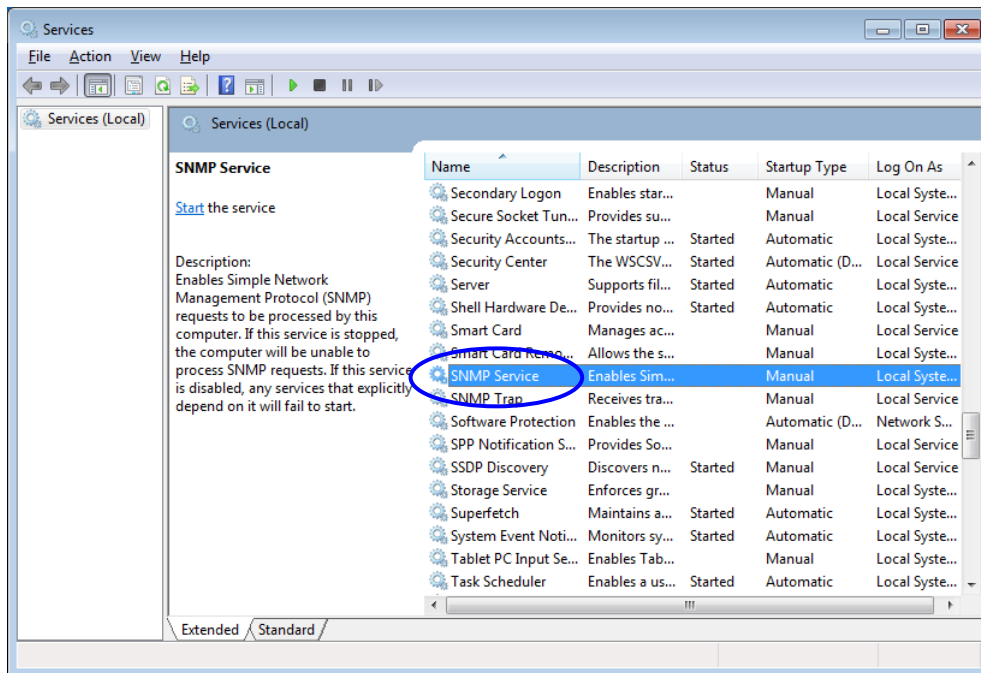 Services
File Action View Help
Services (Local)
Services (Local)
SNMP Service
Start the service
Description:
Enables Simple Network
Management Protocol (SNMP)
requests to be processed by this
computer. If this service is stopped,
the computer will be unable to
process SNMP requests. If this service
is disabled, any services that explicitly
depend on it will fail to start.
Name Description Status Startup Type Log On As
Secondary Logon Enables star... Manual Local Syste...
Secure Socket Tun... Provides su... Manual Local Service
Security Accounts... The startup ... Started Automatic Local Syste...
Security Center The WSCSV... Started Automatic (D... Local Service
Server Supports fil... Started Automatic Local Syste...
Shell Hardware De... Provides no... Started Automatic Local Syste...
Smart Card Manages ac... Manual Local Service
Smart Card Remo... Allows the s... Manual Local Syste...
SNMP Service Enables Sim... Manual Local Syste...
SNMP Trap Receives tra... Manual Local Service
Software Protection Enables the ... Automatic (D... Network S...
SPP Notification S... Provides So... Manual Local Service
SSDP Discovery Discovers n... Started Manual Local Service
Storage Service Enforces gr... Manual Local Syste...
Superfetch Maintains a... Started Automatic Local Syste...
System Event Noti... Monitors sy... Started Automatic Local Syste...
Tablet PC Input Se... Enables Tab... Manual Local Syste...
Task Scheduler Enables a us... Started Automatic Local Syste...
Extended Standard